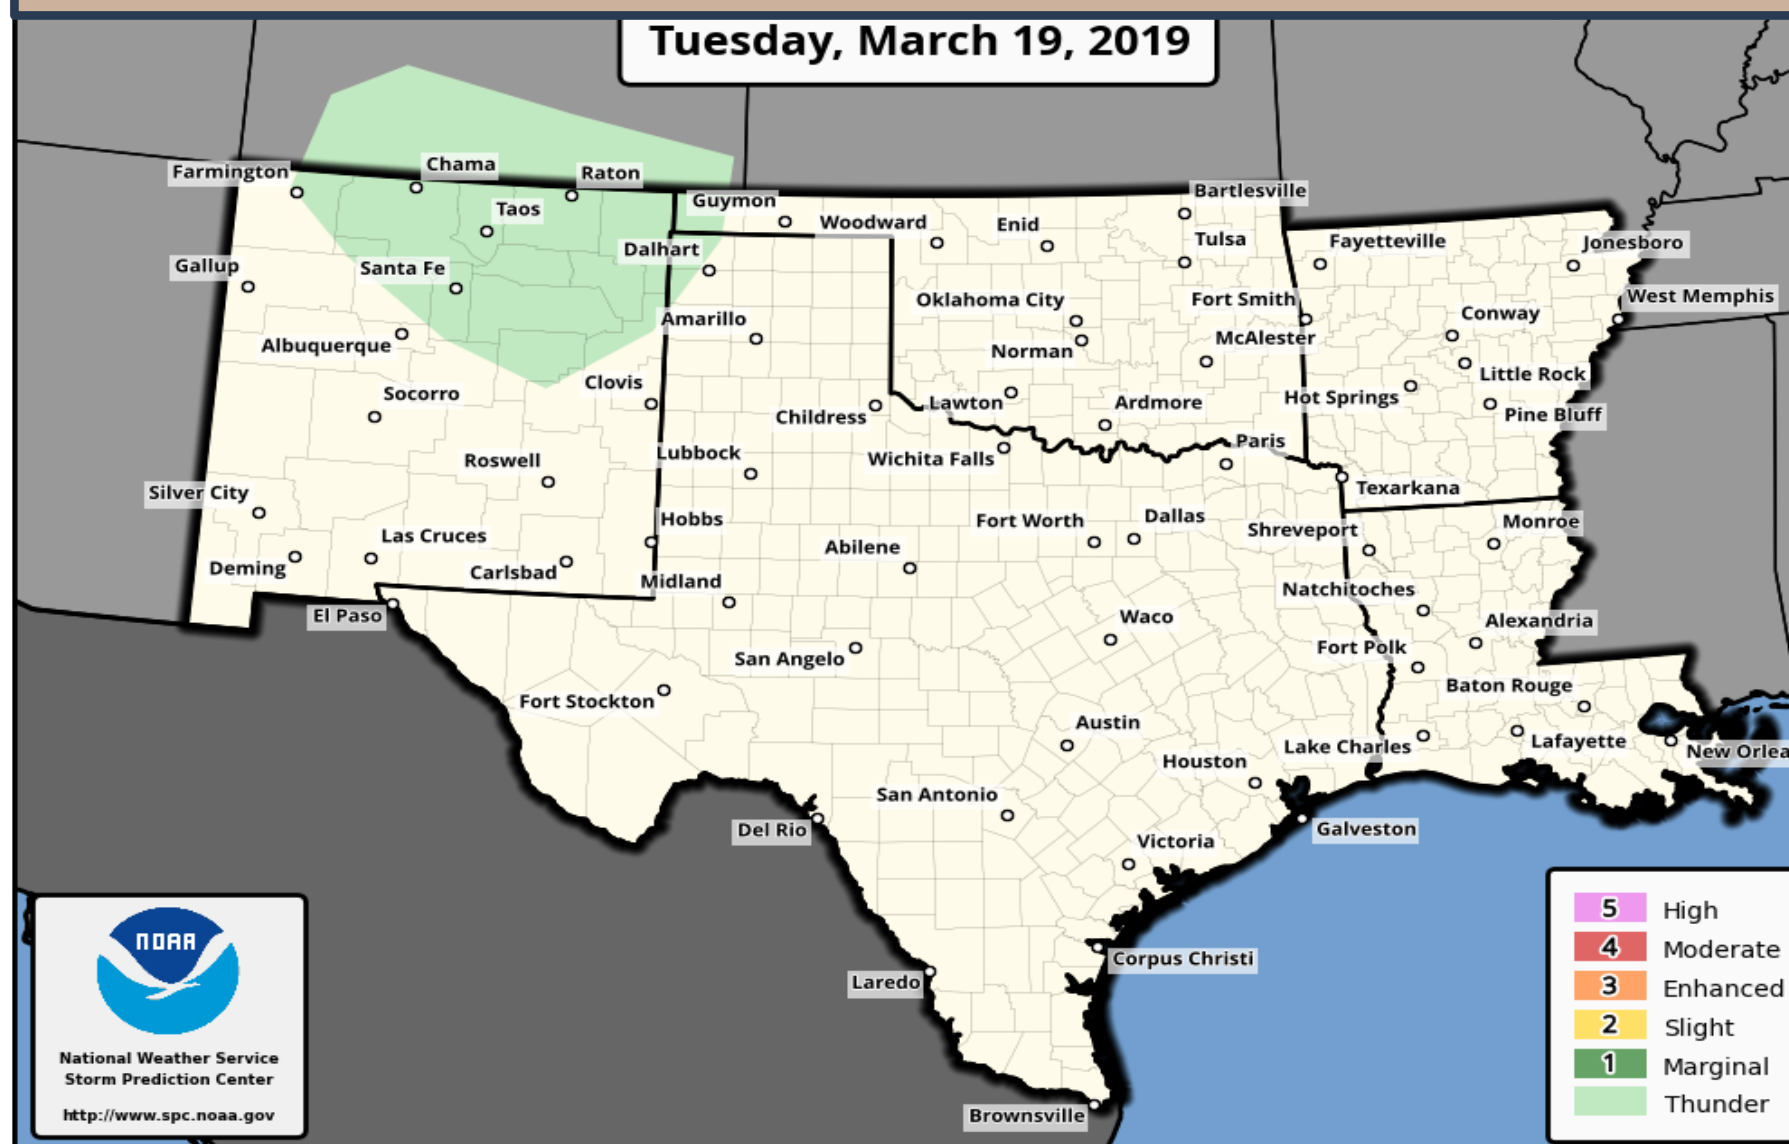 Tuesday, March 19, 2019
Farmington
Chama
Raton
Taos
Guymon
Woodward
Enid
Bartlesville
Tulsa
Fayetteville
Jonesboro
Gallup
Santa Fe
Dalhart
Oklahoma City
Fort Smith
West Memphis
Conway
Albuquerque
Amarillo
Norman
McAlester
Little Rock
Socorro
Clovis
Childress
Lawton
Ardmore
Hot Springs
Pine Bluff
Roswell
Lubbock
Wichita Falls
Paris
Texarkana
Silver City
Las Cruces
Hobbs
Abilene
Fort Worth
Dallas
Shreveport
Monroe
Deming
Carlsbad
Midland
Natchitoches
El Paso
Waco
Alexandria
San Angelo
Fort Polk
Fort Stockton
Baton Rouge
Austin
Lake Charles
Lafayette
New Orlea
Houston
San Antonio
Del Rio
Galveston
Victoria
Corpus Christi
Laredo
Brownsville
NOAA
National Weather Service
Storm Prediction Center
http://www.spc.noaa.gov
5 High
4 Moderate
3 Enhanced
2 Slight
1 Marginal
Thunder